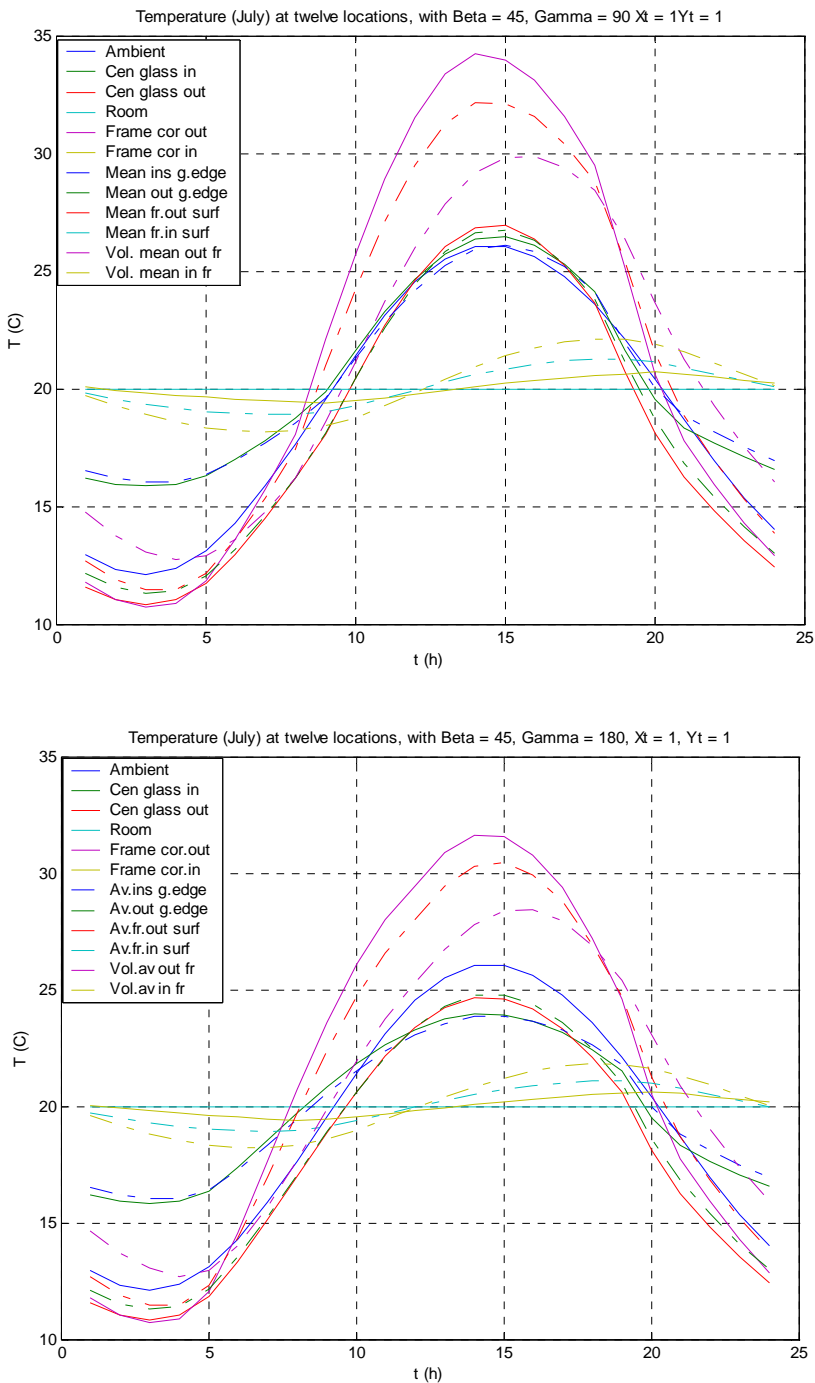 Temperature (July) at twelve locations, with Beta = 45, Gamma = 90 Xt = 1Yt = 1
35
30
25
20
15
10
T (C)
Ambient
Cen glass in
Cen glass out
Room
Frame cor out
Frame cor in
Mean ins g.edge
Mean out g.edge
Mean fr.out surf
Mean fr.in surf
Vol. mean out fr
Vol. mean in fr
0 5 10 15 20 25
t (h)
Temperature (July) at twelve locations, with Beta = 45, Gamma = 180, Xt = 1, Yt = 1
35
30
25
20
15
10
T (C)
Ambient
Cen glass in
Cen glass out
Room
Frame cor.out
Frame cor.in
Av.ins g.edge
Av.out g.edge
Av.fr.out surf
Av.fr.in surf
Vol.av out fr
Vol.av in fr
0 5 10 15 20 25
t (h)